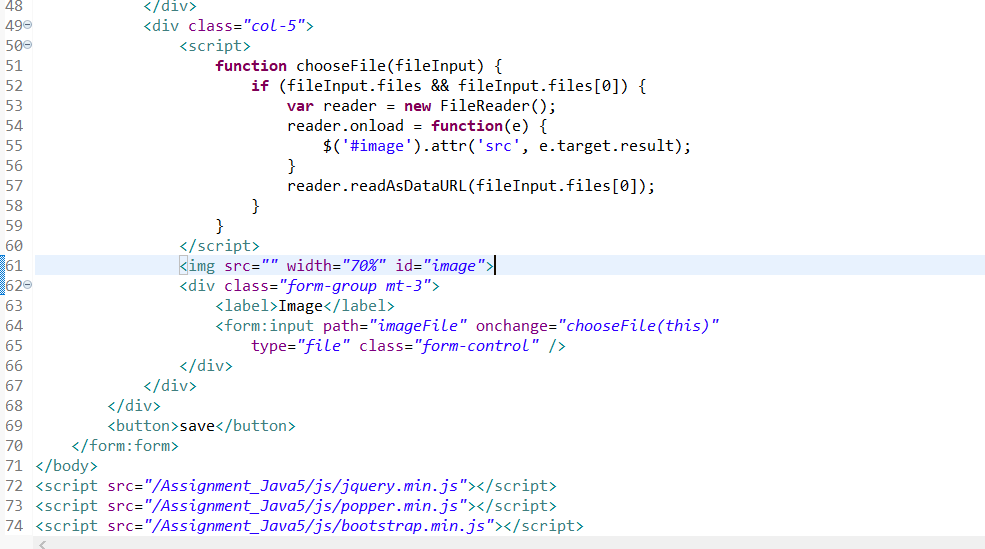 48 </div>
49 <div class="col-5">
50 <script>
51 function chooseFile(fileInput) {
52 if (fileInput.files && fileInput.files[0]) {
53 var reader = new FileReader();
54 reader.onload = function(e) {
55 $('#image').attr('src', e.target.result);
56 }
57 reader.readAsDataURL(fileInput.files[0]);
58 }
59 }
60 </script>
61 <img src="" width="70%" id="image">
62 <div class="form-group mt-3">
63 <label>Image</label>
64 <form:input path="imageFile" onchange="chooseFile(this)"
65 type="file" class="form-control" />
66 </div>
67 </div>
68 </div>
69 <button>save</button>
70 </form:form>
71 </body>
72 <script src="/Assignment_Java5/js/jquery.min.js"></script>
73 <script src="/Assignment_Java5/js/popper.min.js"></script>
74 <script src="/Assignment_Java5/js/bootstrap.min.js"></script>